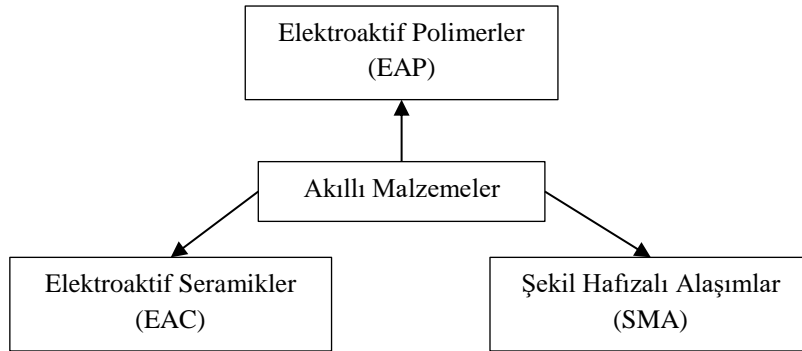 Elektroaktif Polimerler
(EAP)
Akıllı Malzemeler
Elektroaktif Seramikler
(EAC)
Şekil Hafızalı Alaşımlar
(SMA)